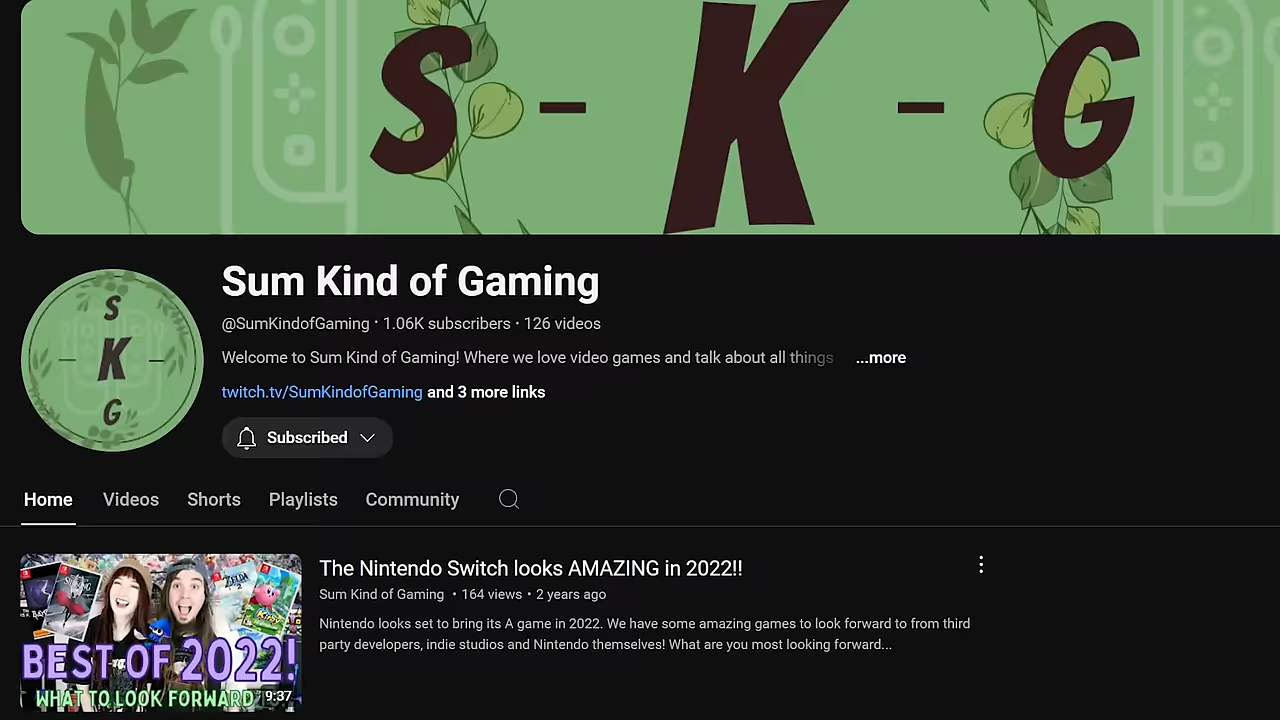 S - K - G
S
- K -
G
Sum Kind of Gaming
@SumKindofGaming · 1.06K subscribers · 126 videos
Welcome to Sum Kind of Gaming! Where we love video games and talk about all things ...more
twitch.tv/SumKindofGaming and 3 more links
Subscribed
Home Videos Shorts Playlists Community
The Nintendo Switch looks AMAZING in 2022!!
Sum Kind of Gaming • 164 views • 2 years ago
Nintendo looks set to bring its A game in 2022. We have some amazing games to look forward to from third
party developers, indie studios and Nintendo themselves! What are you most looking forward...
ZELDA
Kirby
BEST OF 2022!
WHAT TO LOOK FORWARD
9:37